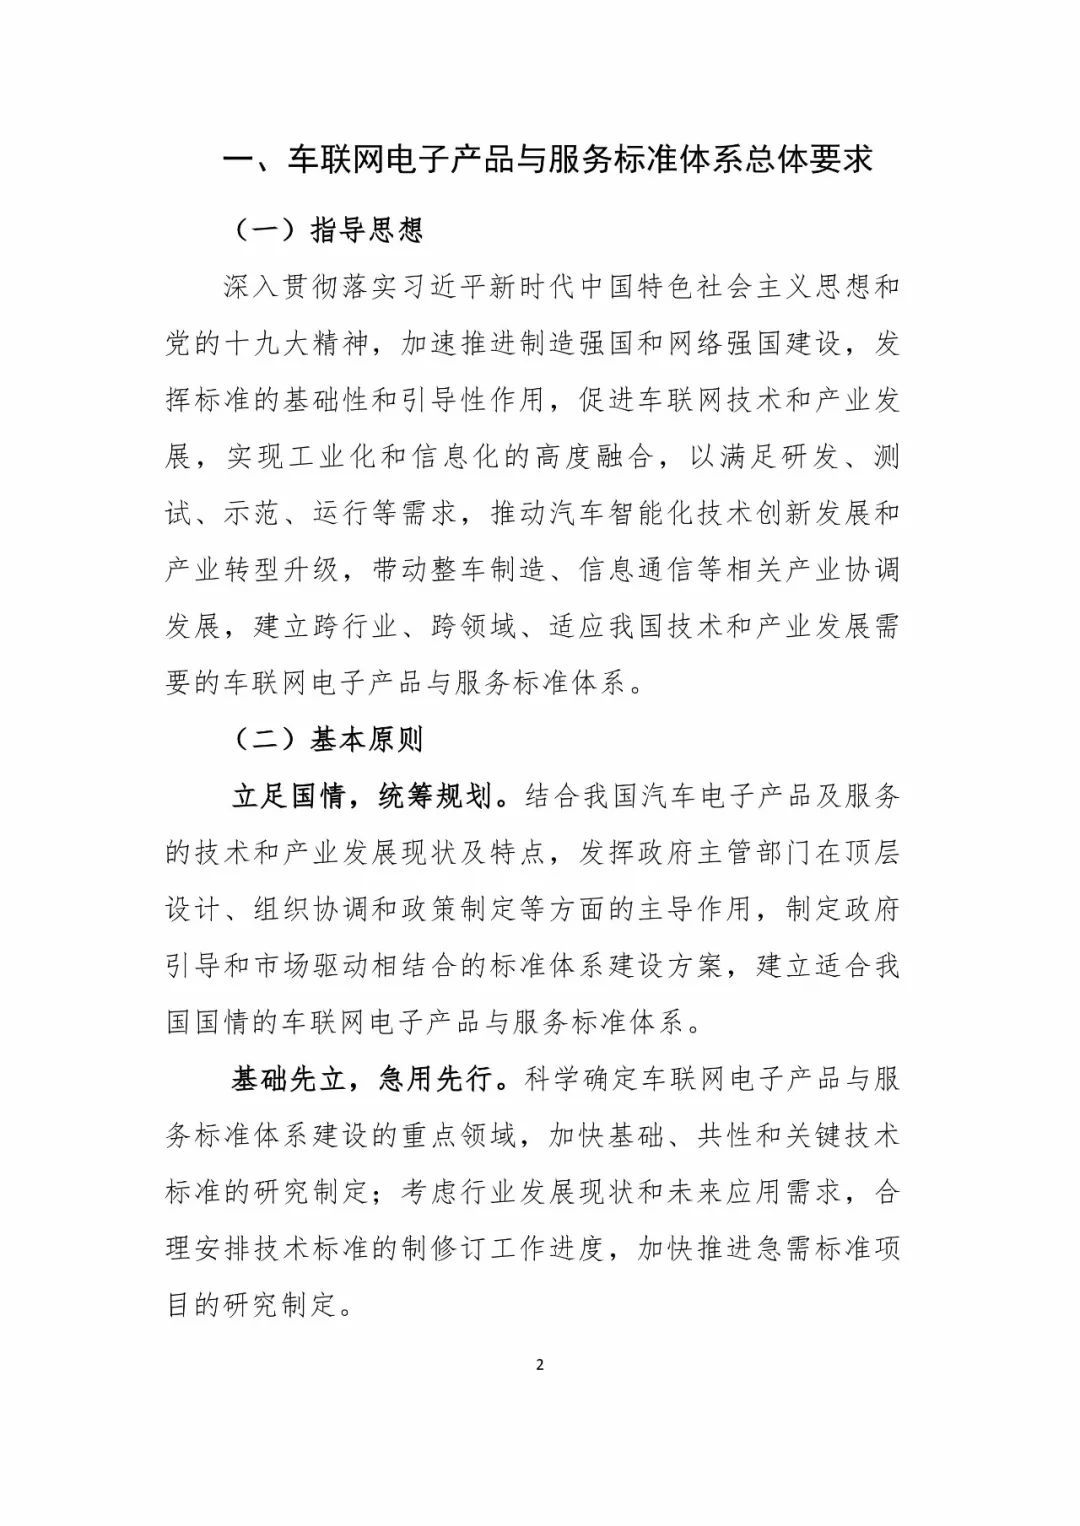 一、车联网电子产品与服务标准体系总体要求
（一）指导思想
深入贯彻落实习近平新时代中国特色社会主义思想和
党的十九大精神，加速推进制造强国和网络强国建设，发
挥标准的基础性和引导性作用，促进车联网技术和产业发
展，实现工业化和信息化的高度融合，以满足研发、测
试、示范、运行等需求，推动汽车智能化技术创新发展和
产业转型升级，带动整车制造、信息通信等相关产业协调
发展，建立跨行业、跨领域、适应我国技术和产业发展需
要的车联网电子产品与服务标准体系。
（二）基本原则
立足国情，统筹规划。结合我国汽车电子产品及服务
的技术和产业发展现状及特点，发挥政府主管部门在顶层
设计、组织协调和政策制定等方面的主导作用，制定政府
引导和市场驱动相结合的标准体系建设方案，建立适合我
国国情的车联网电子产品与服务标准体系。
基础先立，急用先行。科学确定车联网电子产品与服
务标准体系建设的重点领域，加快基础、共性和关键技术
标准的研究制定；考虑行业发展现状和未来应用需求，合
理安排技术标准的制修订工作进度，加快推进急需标准项
目的研究制定。
2